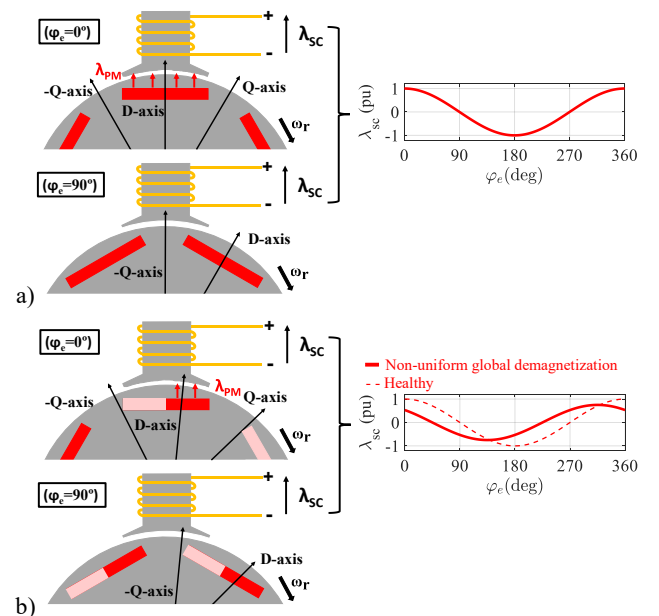 (φₑ=0º)
+
-
λSC
λPM
-Q-axis
Q-axis
D-axis
ωr
(φₑ=90º)
+
-
λSC
D-axis
-Q-axis
ωr
a)
λsc (pu)
1
0
-1
0 90 180 270 360
φₑ(deg)
(φₑ=0º)
+
-
λSC
λPM
-Q-axis
Q-axis
D-axis
ωr
(φₑ=90º)
+
-
λSC
D-axis
-Q-axis
ωr
b)
Non-uniform global demagnetization
Healthy
λsc (pu)
1
0
-1
0 90 180 270 360
φₑ(deg)